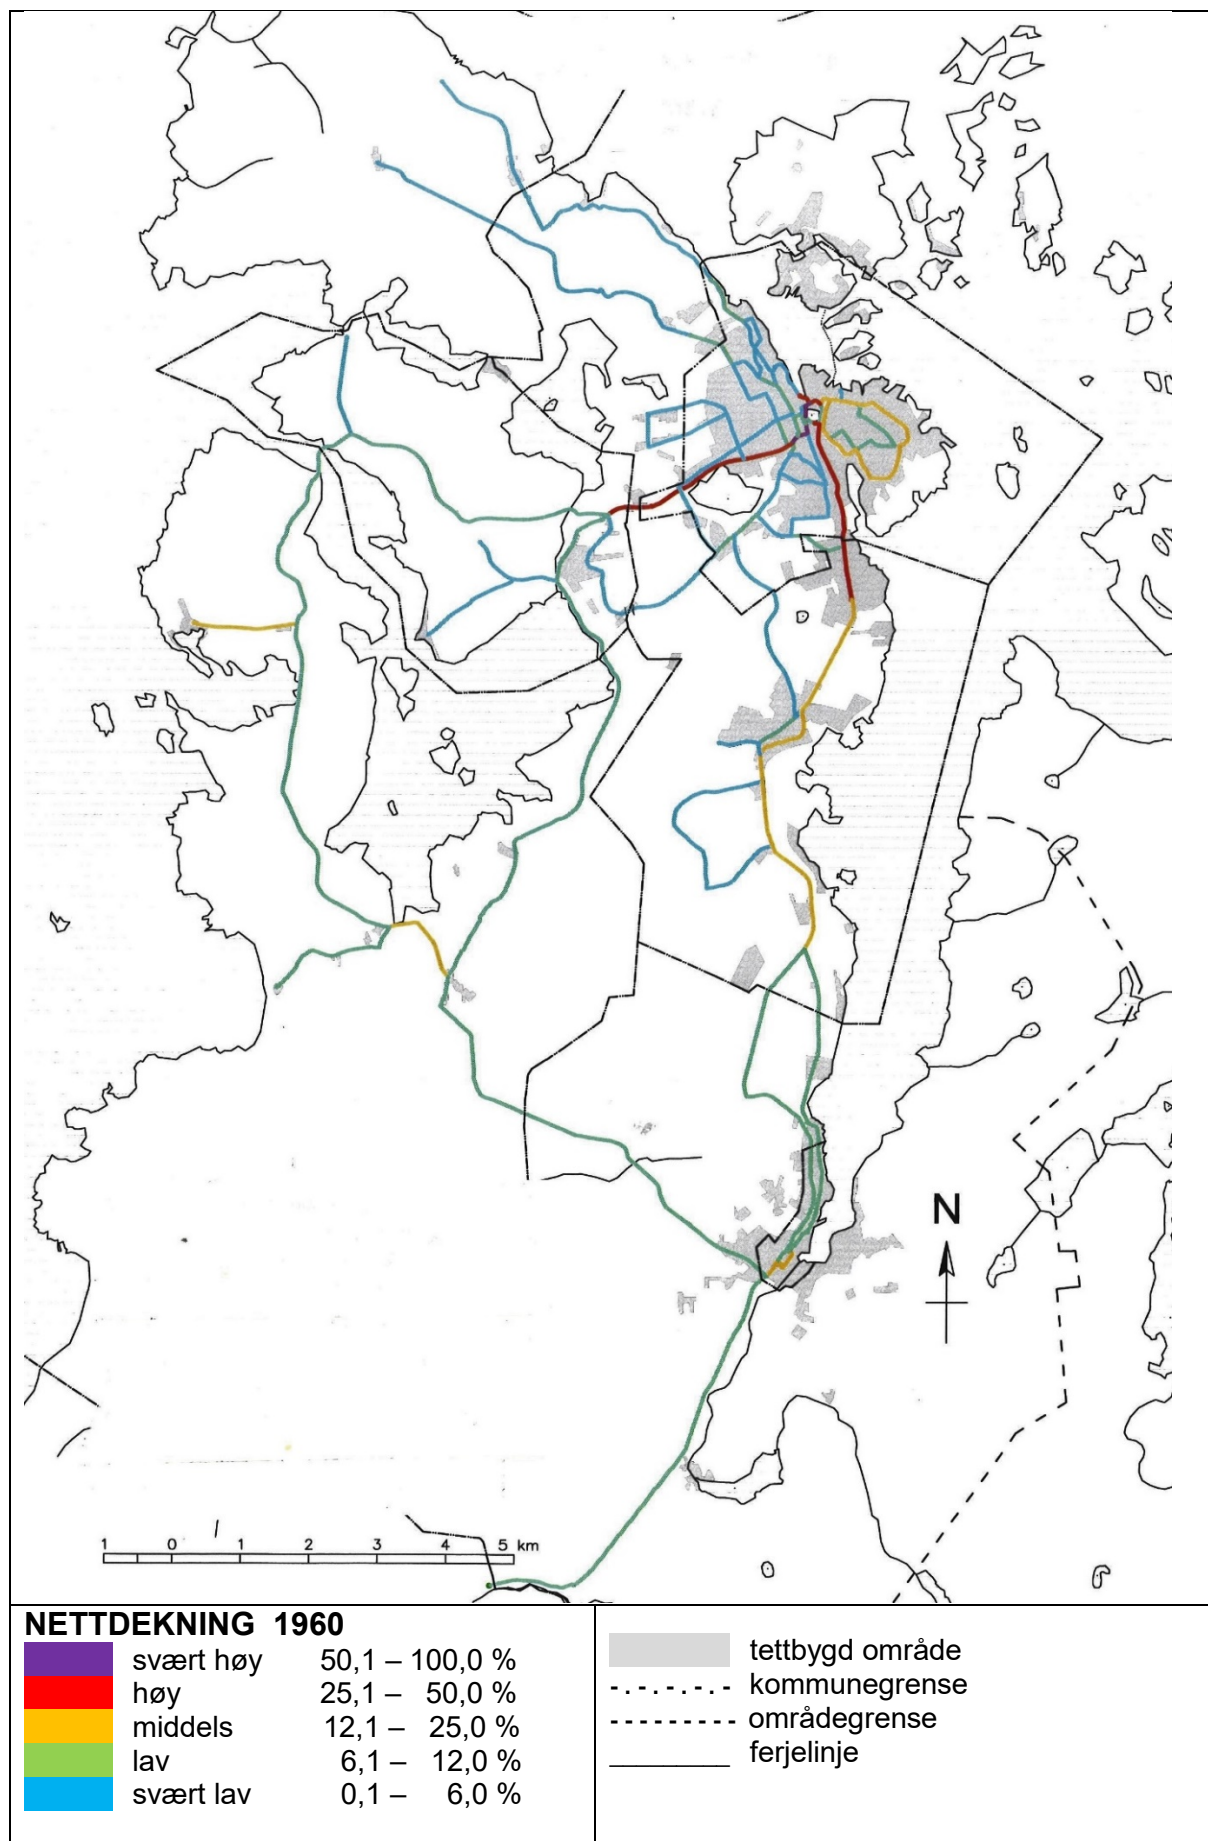 N
1 0 1 2 3 4 5 km
NETTDEKNING 1960
svært høy 50,1 – 100,0 %
høy 25,1 – 50,0 %
middels 12,1 – 25,0 %
lav 6,1 – 12,0 %
svært lav 0,1 – 6,0 %
tettbygd område
kommunegrense
områdegrense
ferjelinje